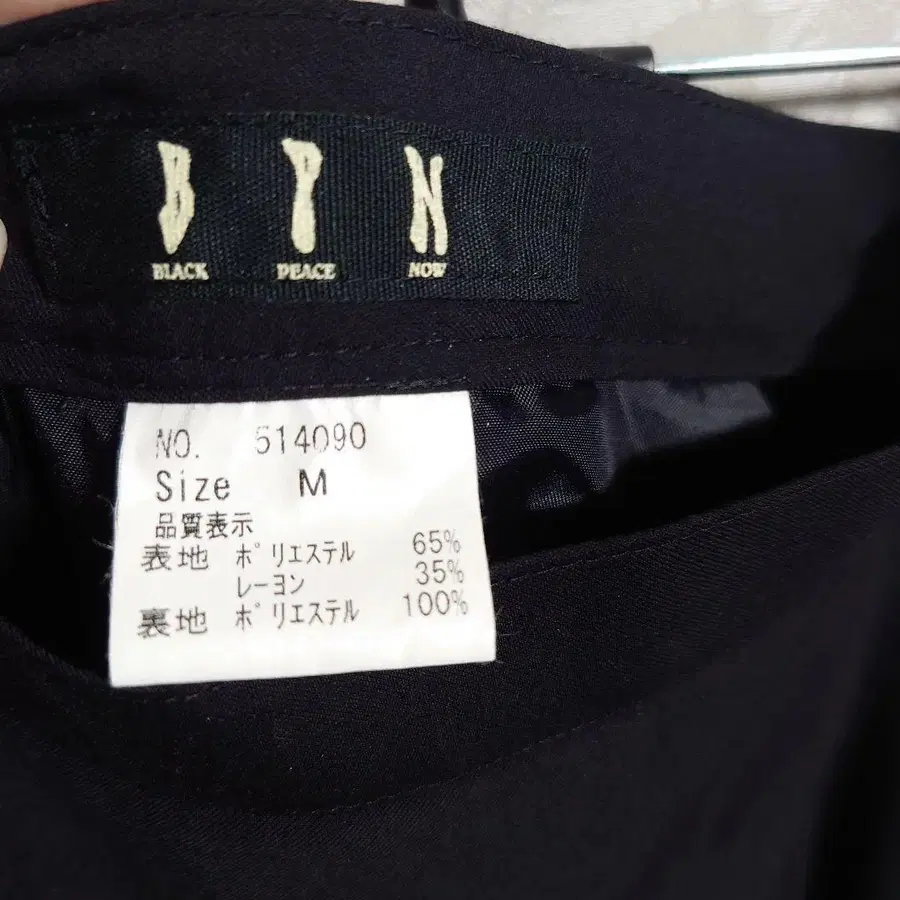 B P N
BLACK PEACE NOW
NO. 514090
Size M
品質表示
表地 ポリエステル 65%
レーヨン 35%
裏地 ポリエステル 100%